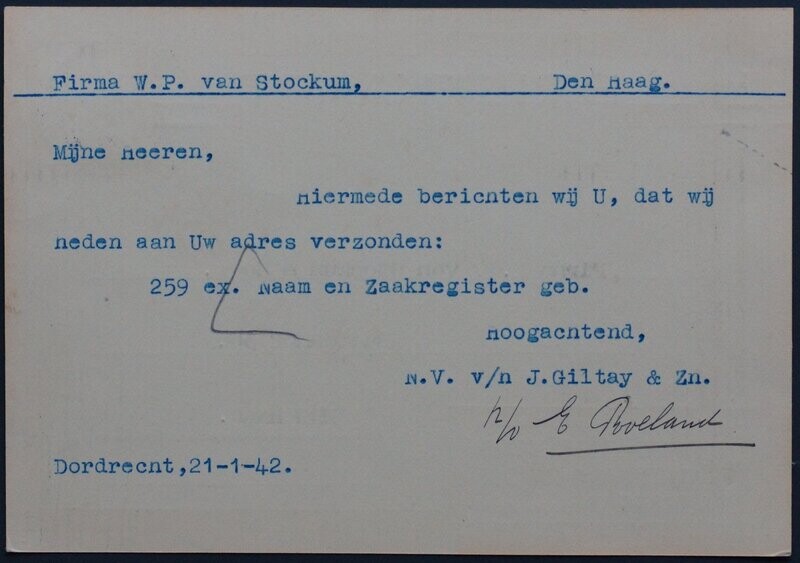 Firma W.P. van Stockum, Den Haag.
Mijne Heeren,
Hiermede berichten wij U, dat wij
heden aan Uw adres verzonden:
259 ex. Naam en Zaakregister geb.
Hoogachtend,
N.V. v/h J.Giltay & Zn.
E Roeland
Dordrecht,21-1-42.